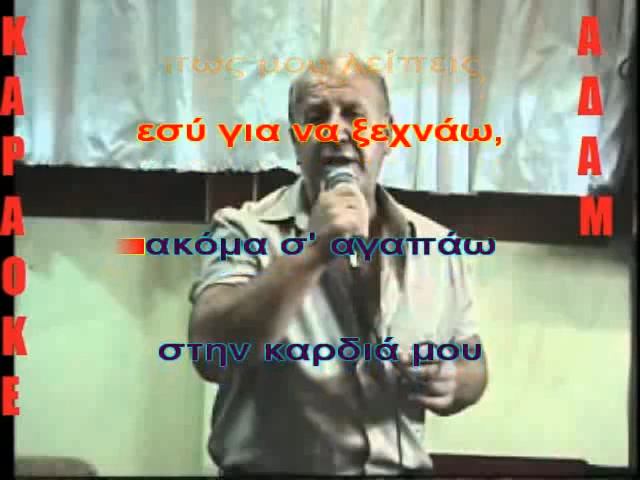 ΚΑΡΑΟΚΕ
ΑΔΑΜ
πως μου λείπεις
εσύ για να ξεχνάω,
ακόμα σ' αγαπάω
στην καρδιά μου